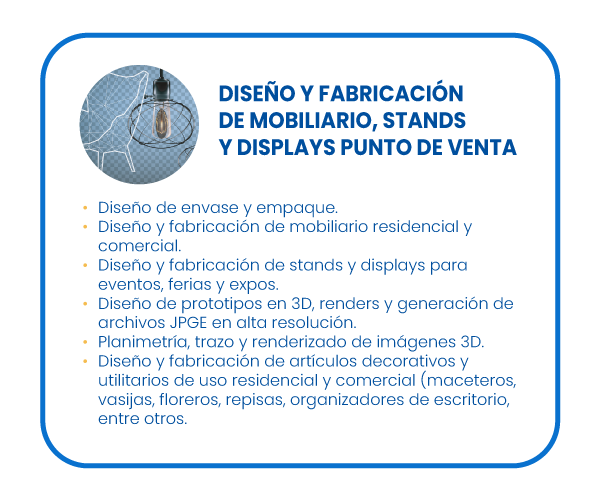 DISEÑO Y FABRICACIÓN
DE MOBILIARIO, STANDS
Y DISPLAYS PUNTO DE VENTA
• Diseño de envase y empaque.
• Diseño y fabricación de mobiliario residencial y
comercial.
• Diseño y fabricación de stands y displays para
eventos, ferias y expos.
• Diseño de prototipos en 3D, renders y generación de
archivos JPGE en alta resolución.
• Planimetría, trazo y renderizado de imágenes 3D.
• Diseño y fabricación de artículos decorativos y
utilitarios de uso residencial y comercial (maceteros,
vasijas, floreros, repisas, organizadores de escritorio,
entre otros.